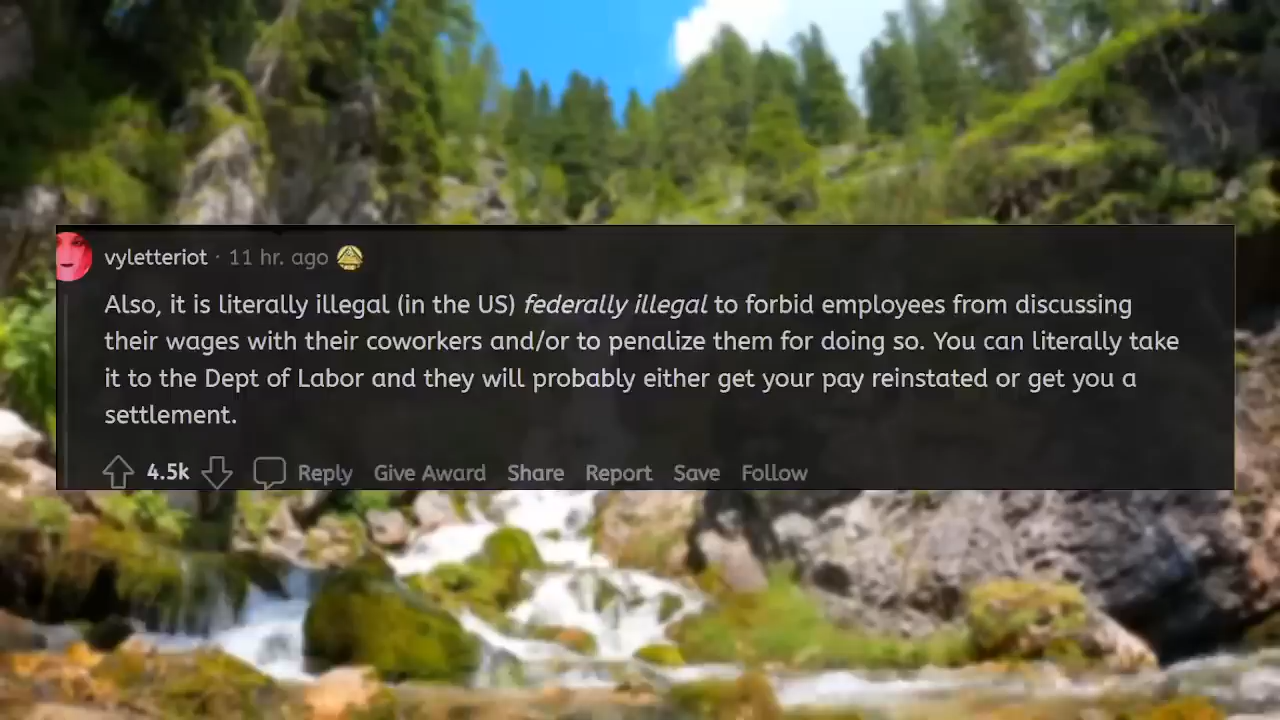 vyletteriot · 11 hr. ago
Also, it is literally illegal (in the US) federally illegal to forbid employees from discussing
their wages with their coworkers and/or to penalize them for doing so. You can literally take
it to the Dept of Labor and they will probably either get your pay reinstated or get you a
settlement.
4.5k Reply Give Award Share Report Save Follow